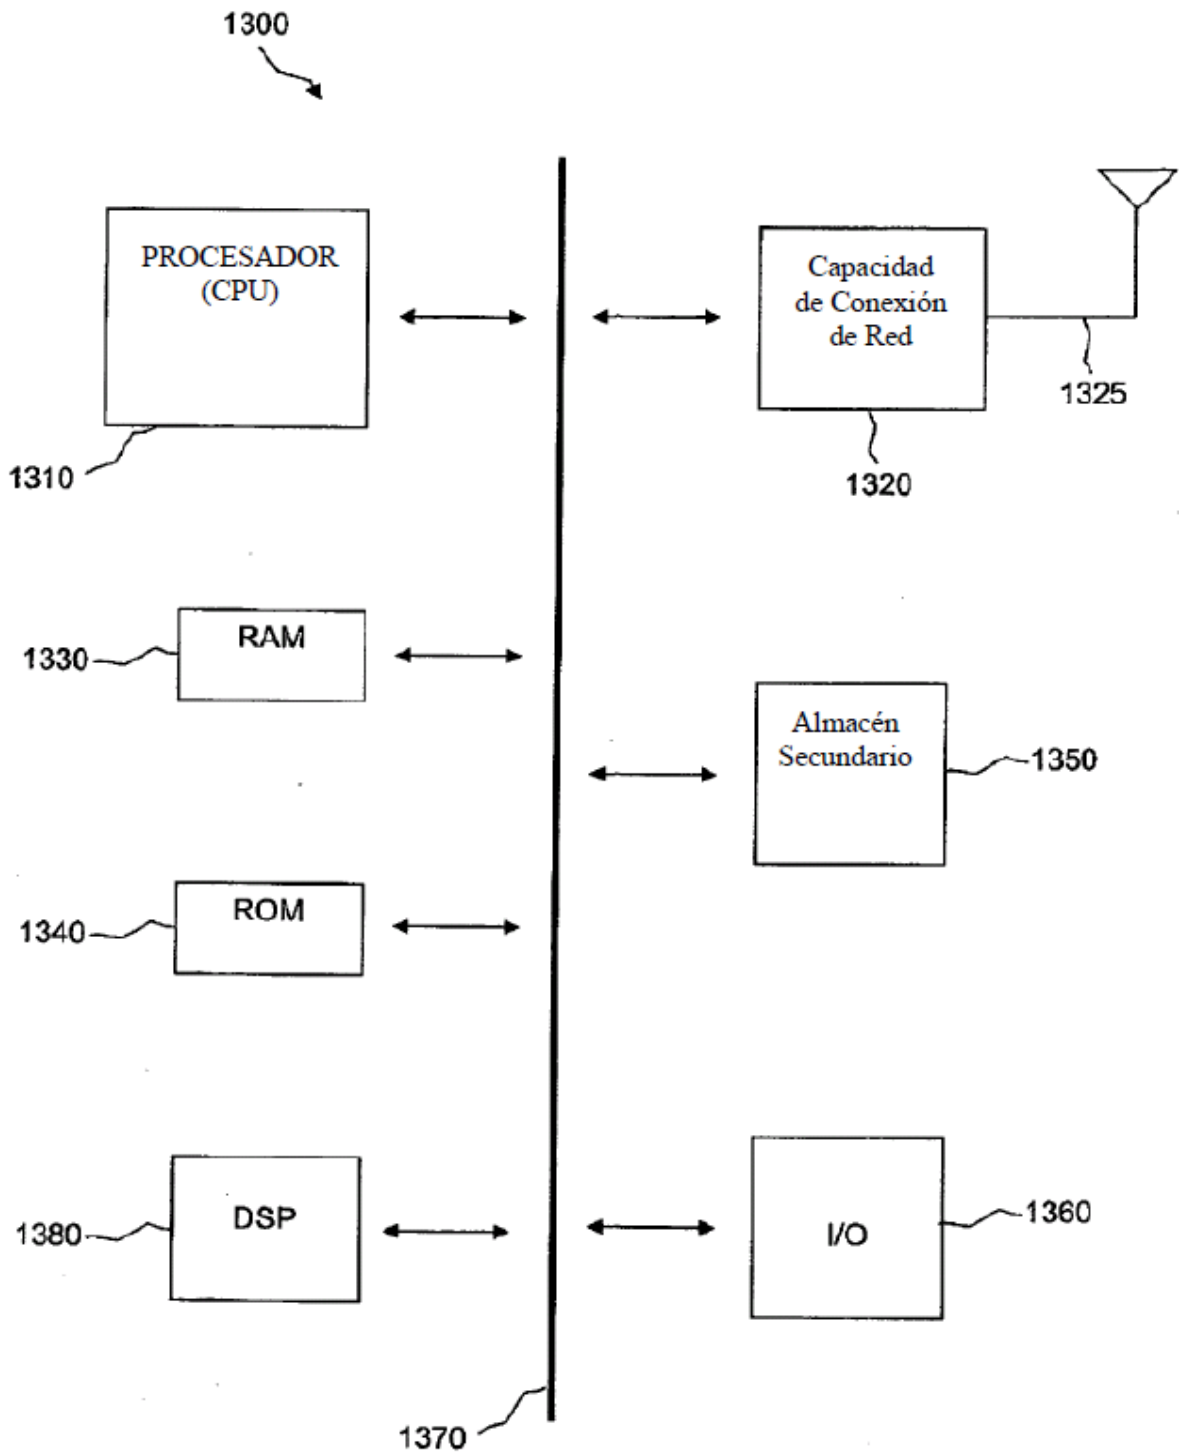 1300
PROCESADOR
(CPU)
1310
Capacidad
de Conexión
de Red
1325
1320
RAM
1330
Almacén
Secundario
1350
ROM
1340
DSP
1380
I/O
1360
1370